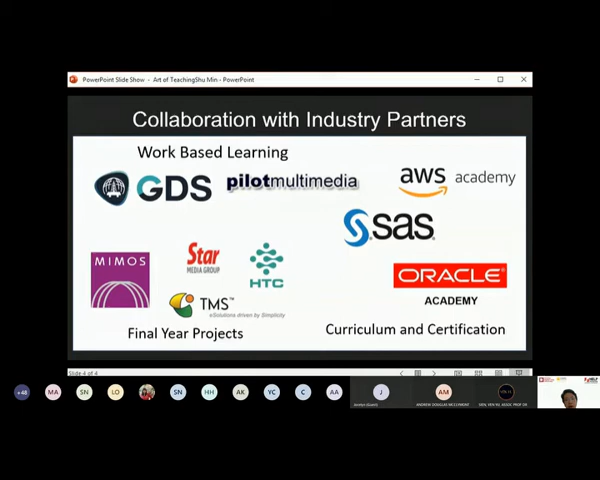 PowerPoint Slide Show - Art of TeachingShu Min - PowerPoint
Collaboration with Industry Partners
Work Based Learning
GDS
pilotmultimedia
aws academy
sas
MIMOS
Star
MEDIA GROUP
HTC
ORACLE
ACADEMY
TMS™
eSolutions driven by Simplicity
Final Year Projects
Curriculum and Certification
Slide 4 of 4
+48
MA
SN
LO
SN
HH
AK
YC
C
AA
J
AM
ANDREW DOUGLAS MCCLYMONT